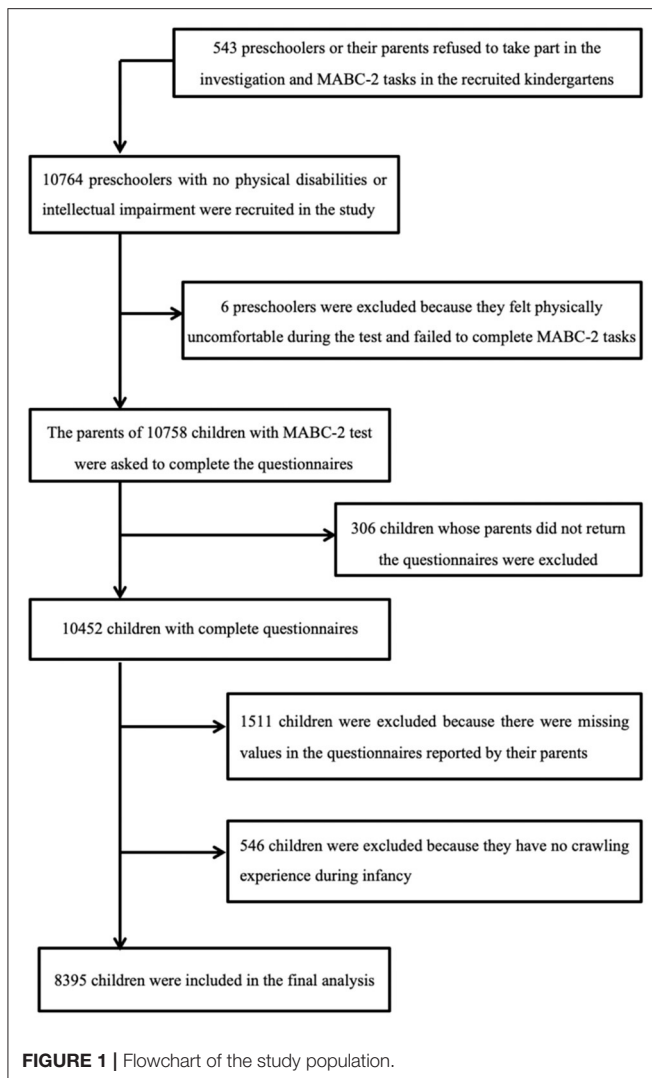 543 preschoolers or their parents refused to take part in the
investigation and MABC-2 tasks in the recruited kindergartens
10764 preschoolers with no physical disabilities or
intellectual impairment were recruited in the study
6 preschoolers were excluded because they felt physically
uncomfortable during the test and failed to complete MABC-2 tasks
The parents of 10758 children with MABC-2 test
were asked to complete the questionnaires
306 children whose parents did not return
the questionnaires were excluded
10452 children with complete questionnaires
1511 children were excluded because there were missing
values in the questionnaires reported by their parents
546 children were excluded because they have no crawling
experience during infancy
8395 children were included in the final analysis
FIGURE 1 | Flowchart of the study population.